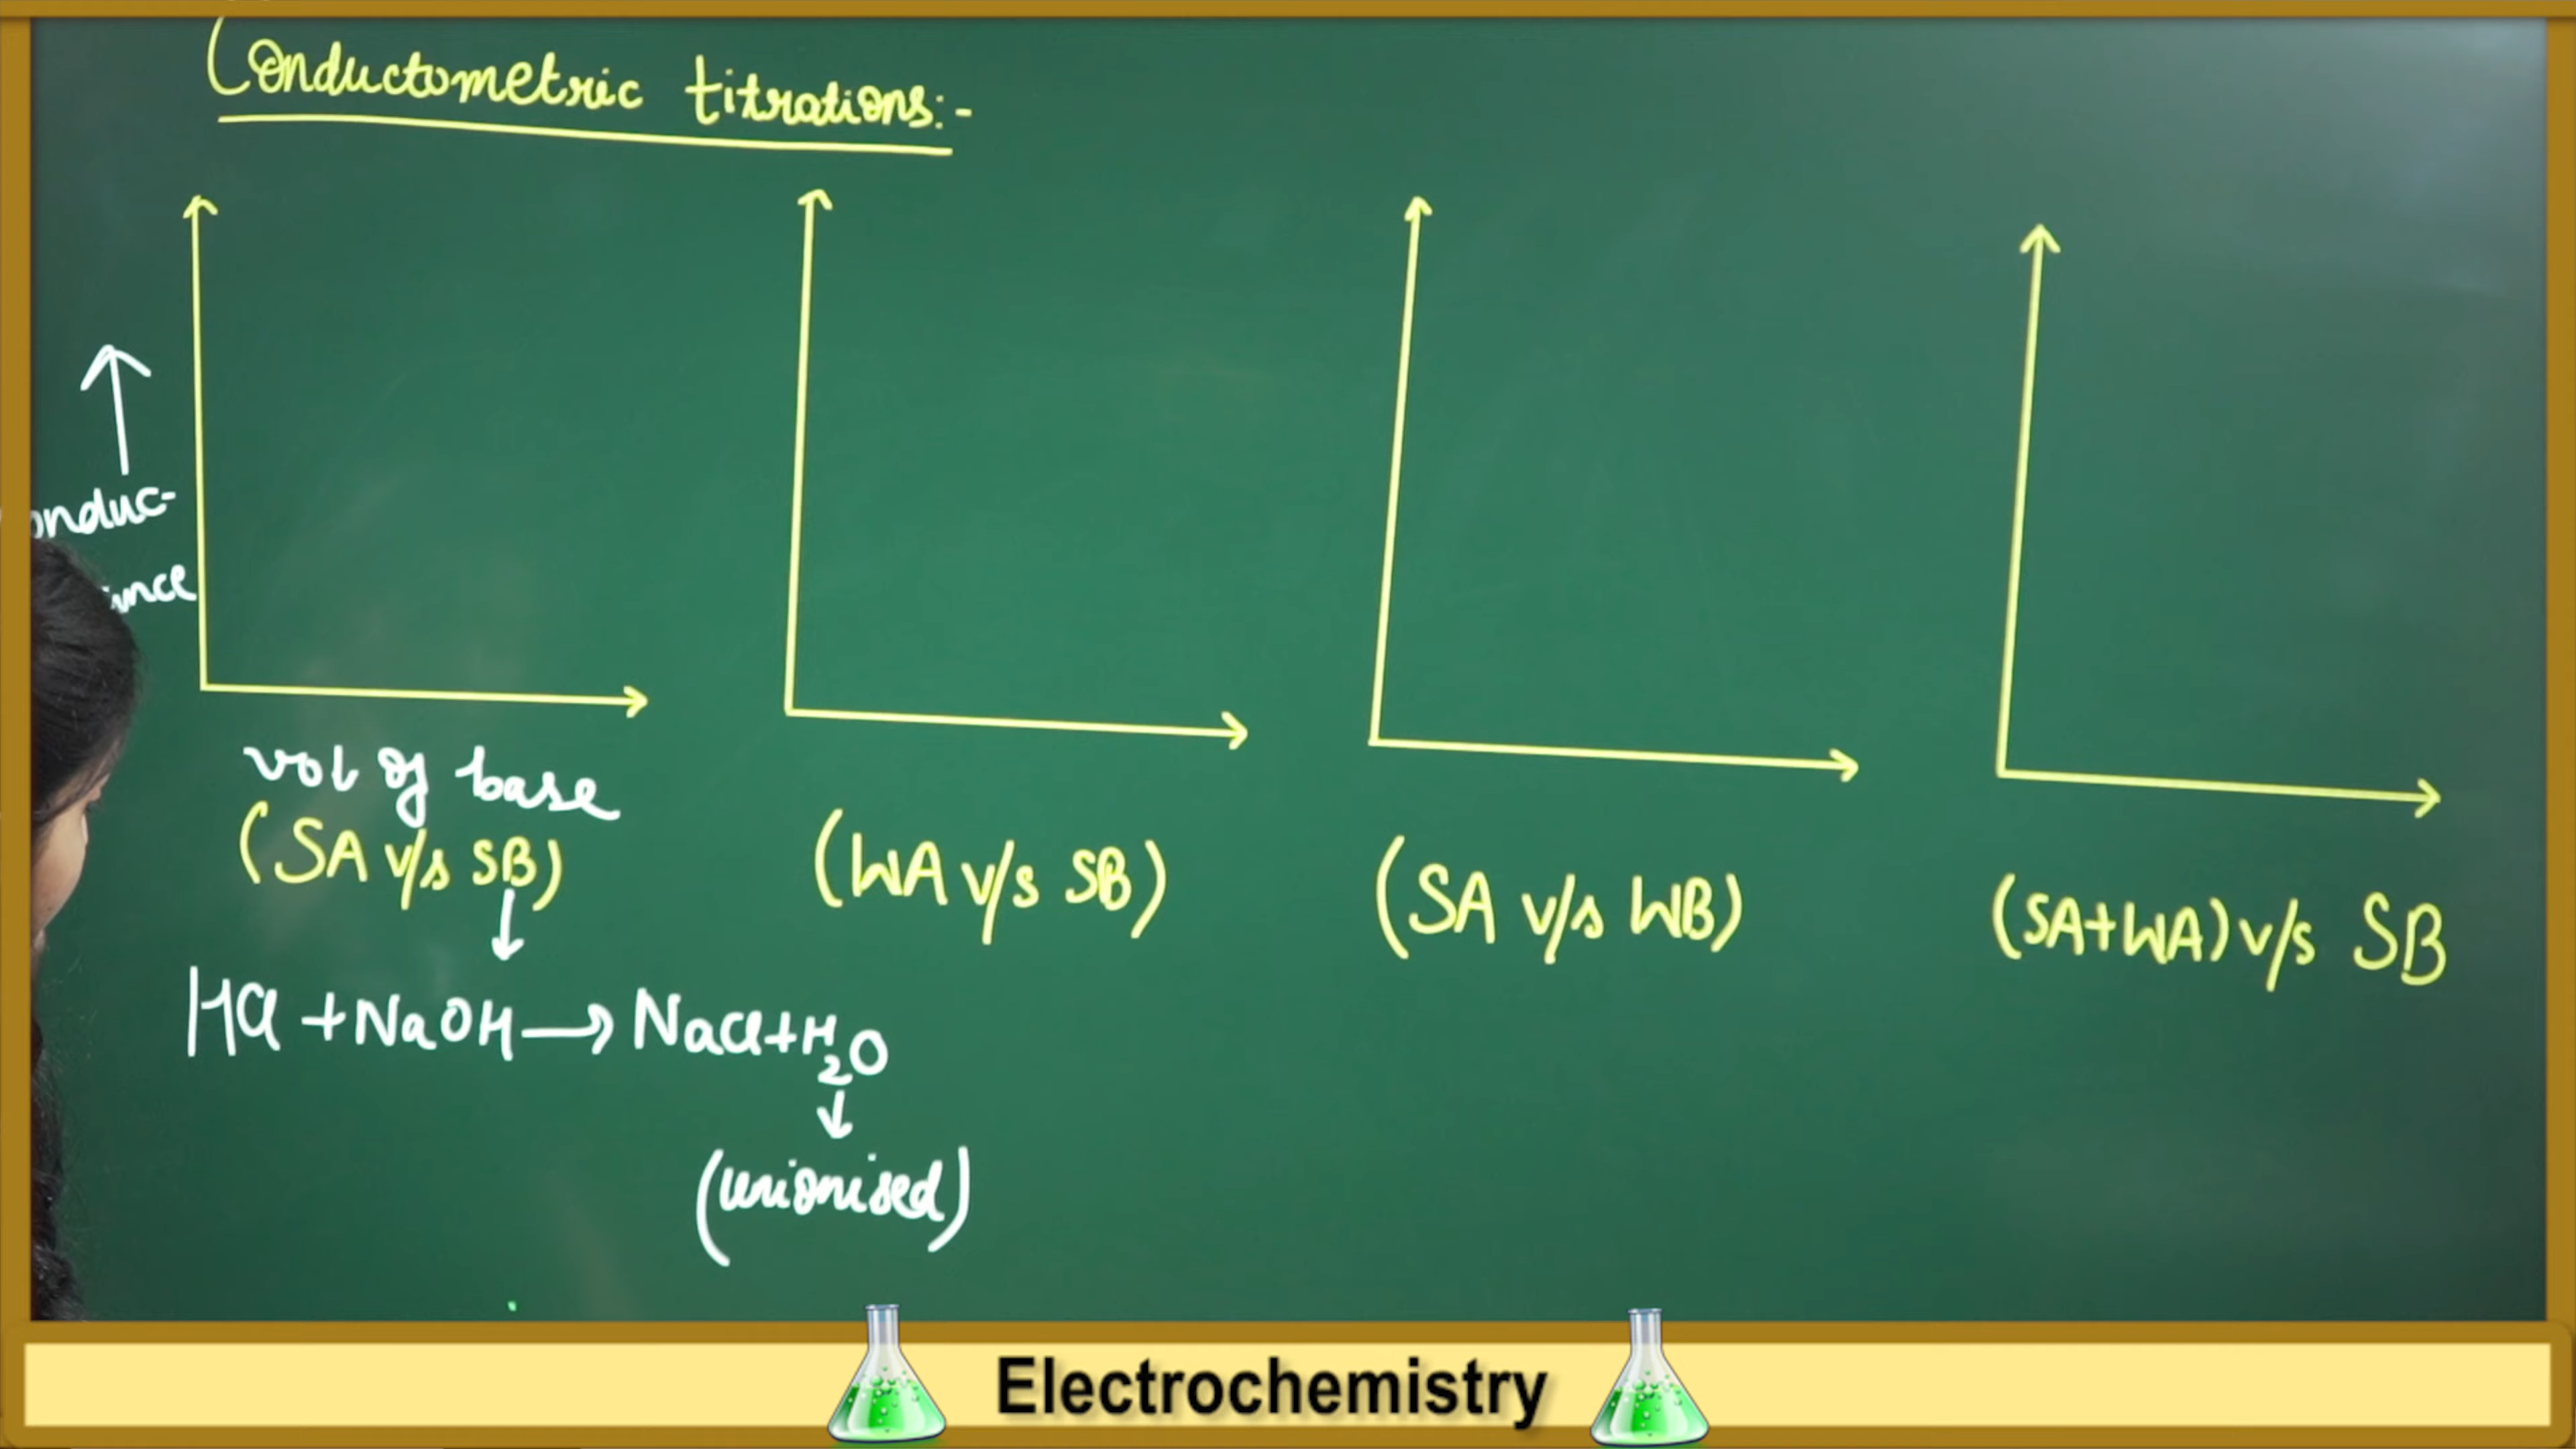 Conductometric titrations:-
onduc-
ance
vol of base
(SA v/s SB)
(WA v/s SB)
(SA v/s WB)
(SA+WA) v/s SB
HCl + NaOH → NaCl + H₂O
(unionised)
Electrochemistry